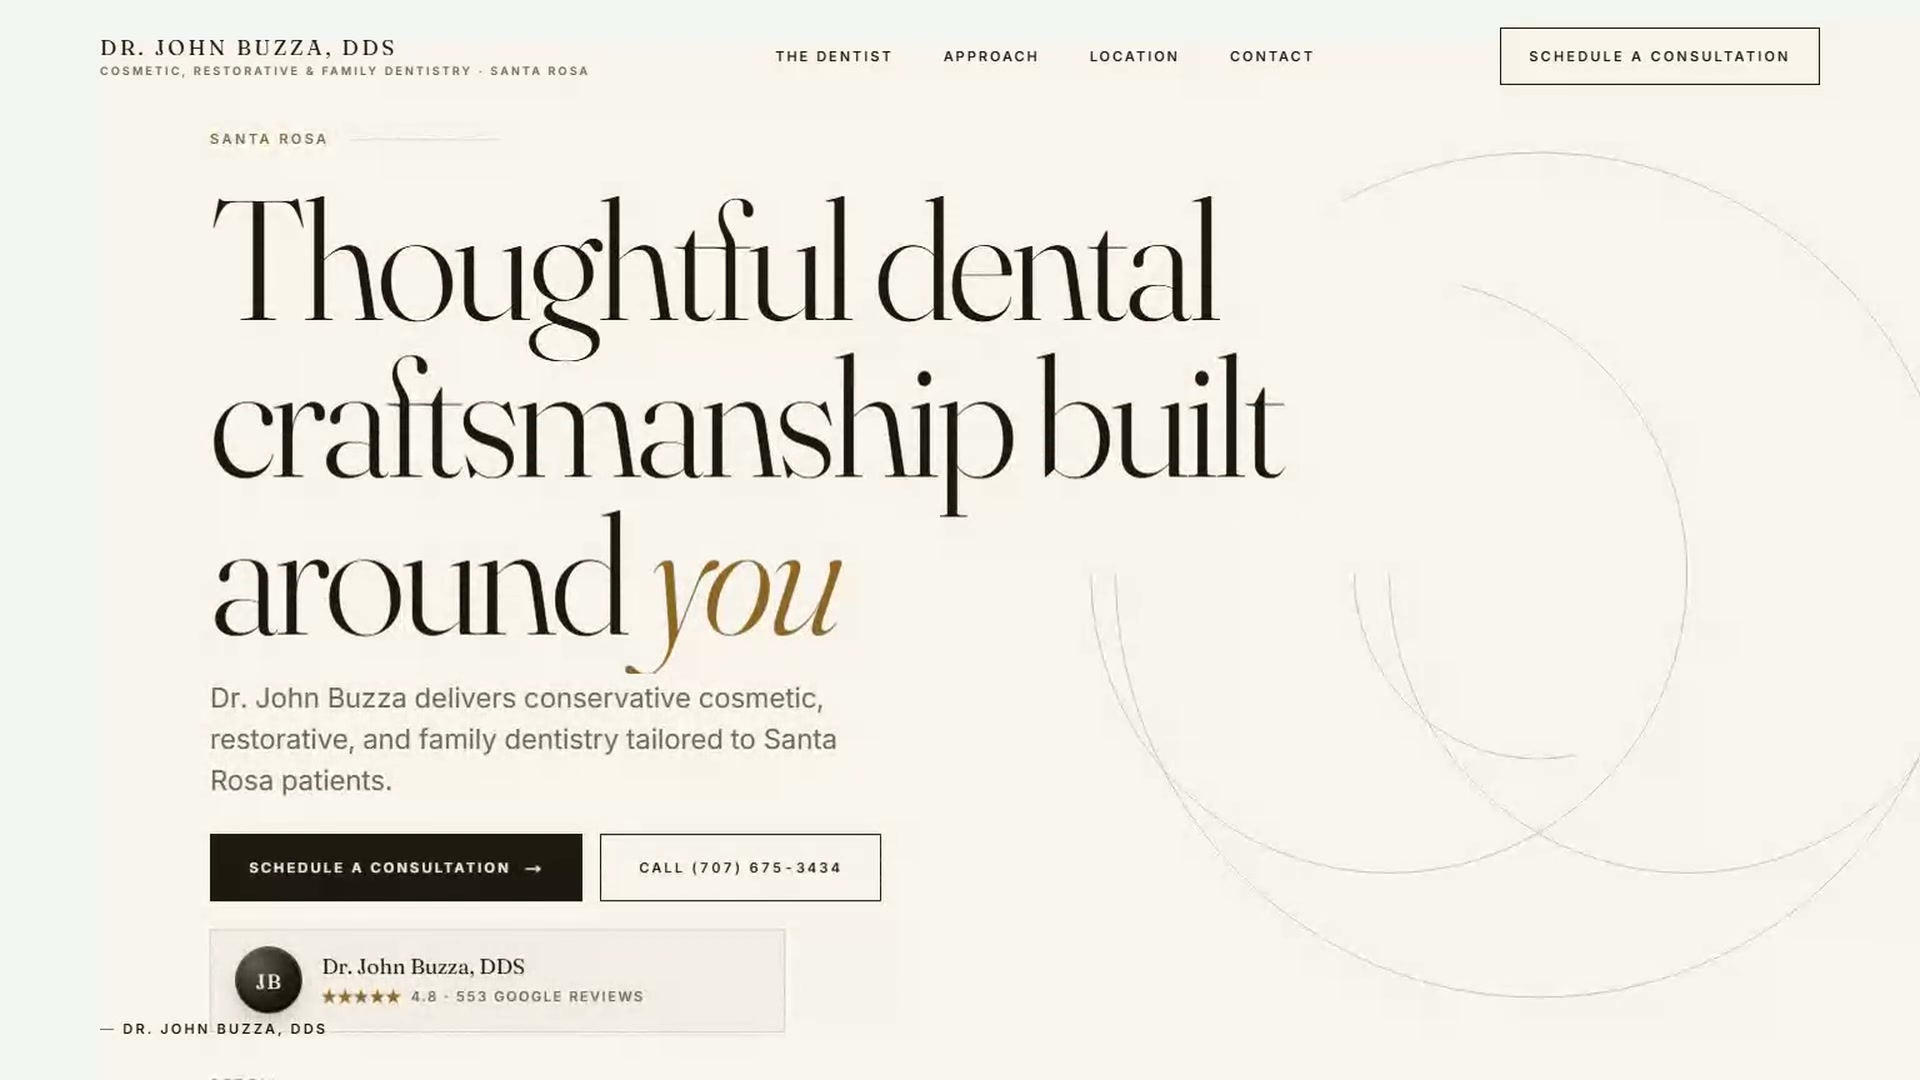 DR. JOHN BUZZA, DDS
COSMETIC, RESTORATIVE & FAMILY DENTISTRY · SANTA ROSA
THE DENTIST
APPROACH
LOCATION
CONTACT
SCHEDULE A CONSULTATION
SANTA ROSA
Thoughtful dental
craftsmanship built
around you
Dr. John Buzza delivers conservative cosmetic,
restorative, and family dentistry tailored to Santa
Rosa patients.
SCHEDULE A CONSULTATION →
CALL (707) 675-3434
JB
Dr. John Buzza, DDS
★★★★★ 4.8 · 553 GOOGLE REVIEWS
— DR. JOHN BUZZA, DDS